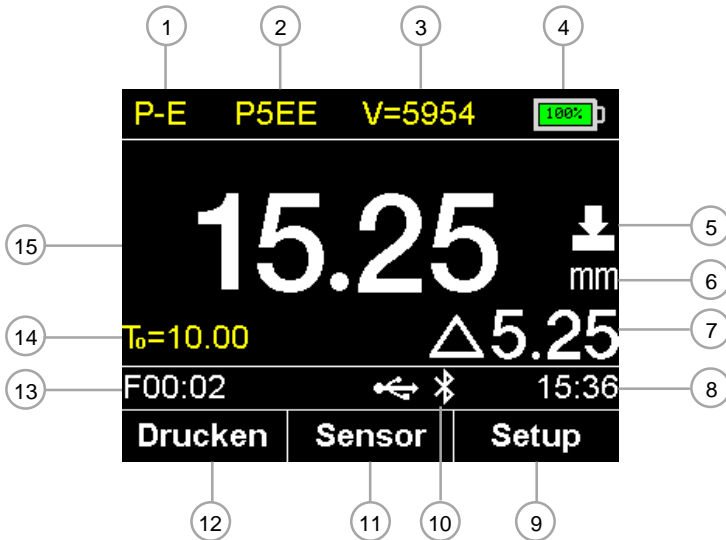 1 2 3 4
P-E P5EE V=5954 100%
15.25
5
15
mm
6
T₀=10.00 △5.25
14 7
F00:02 15:36
13 8
Drucken Sensor Setup
12 11 10 9